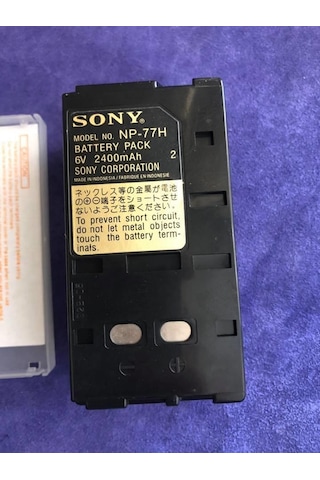 SONY®
MODEL NO. NP-77H
BATTERY PACK
6V 2400mAh 2
SONY CORPORATION
MADE IN INDONESIA / FABRIQUE EN INDONESIE
ネックレス等の金属が電池
の⊕⊖端子をショートさせ
ないようご注意ください。
To prevent short circuit,
do not let metal objects
touch the battery term-
inals.
⊖ ⊕